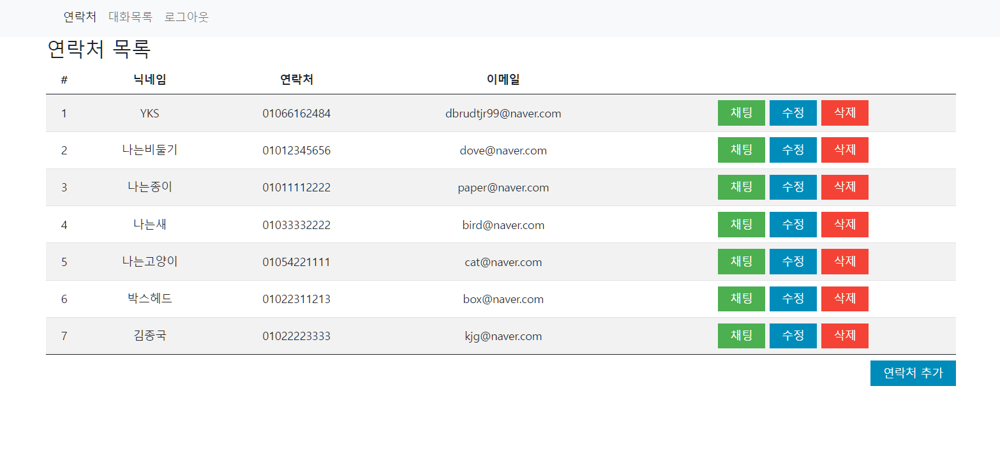 연락처 대화목록 로그아웃
연락처 목록
# 닉네임 연락처 이메일
1 YKS 01066162484 dbrudtjr99@naver.com 채팅 수정 삭제
2 나는비둘기 01012345656 dove@naver.com 채팅 수정 삭제
3 나는종이 01011112222 paper@naver.com 채팅 수정 삭제
4 나는새 01033332222 bird@naver.com 채팅 수정 삭제
5 나는고양이 01054221111 cat@naver.com 채팅 수정 삭제
6 박스헤드 01022311213 box@naver.com 채팅 수정 삭제
7 김종국 01022223333 kjg@naver.com 채팅 수정 삭제
연락처 추가